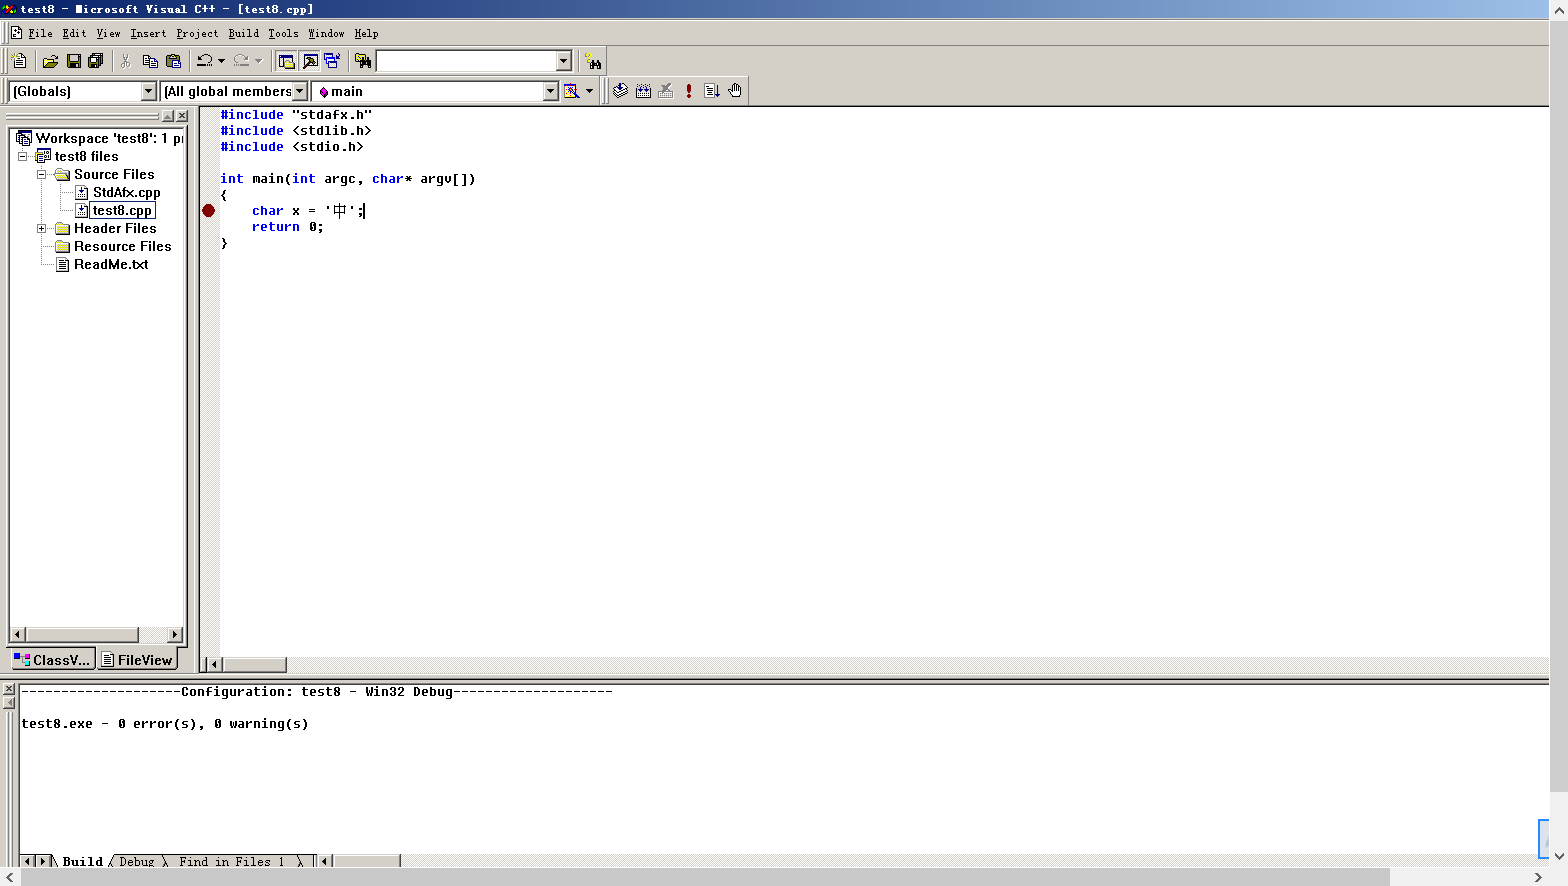 test8 - Microsoft Visual C++ - [test8.cpp]
File Edit View Insert Project Build Tools Window Help
(Globals) (All global members main
Workspace 'test8': 1 pr
test8 files
Source Files
StdAfx.cpp
test8.cpp
Header Files
Resource Files
ReadMe.txt
ClassV... FileView
#include "stdafx.h"
#include <stdlib.h>
#include <stdio.h>
int main(int argc, char* argv[])
{
char x = '中';
return 0;
}
--------------------Configuration: test8 - Win32 Debug--------------------
test8.exe - 0 error(s), 0 warning(s)
Build Debug Find in Files 1